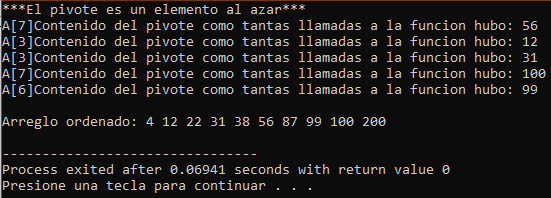 ***El pivote es un elemento al azar***
A[7]Contenido del pivote como tantas llamadas a la funcion hubo: 56
A[3]Contenido del pivote como tantas llamadas a la funcion hubo: 12
A[3]Contenido del pivote como tantas llamadas a la funcion hubo: 31
A[7]Contenido del pivote como tantas llamadas a la funcion hubo: 100
A[6]Contenido del pivote como tantas llamadas a la funcion hubo: 99
Arreglo ordenado: 4 12 22 31 38 56 87 99 100 200
--------------------------------
Process exited after 0.06941 seconds with return value 0
Presione una tecla para continuar . . .